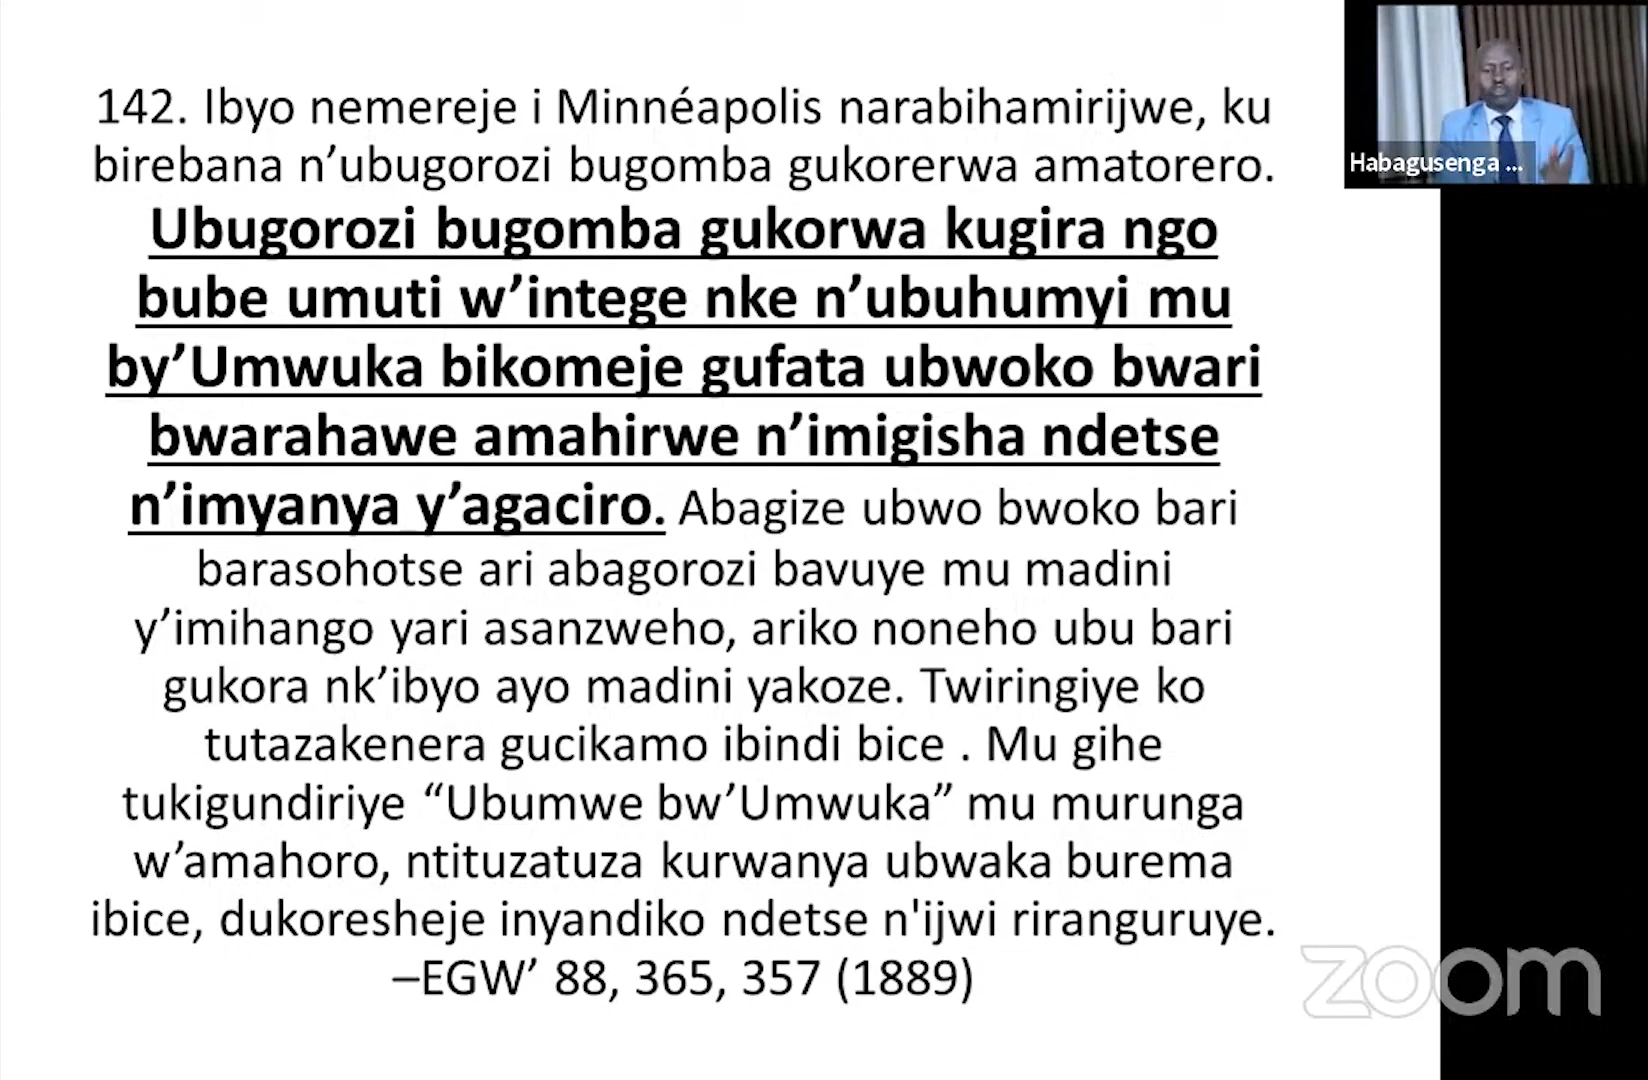 142. Ibyo nemereje i Minnéapolis narabihamirijwe, ku
birebana n’ubugorozi bugomba gukorerwa amatorero.
Ubugorozi bugomba gukorwa kugira ngo
bube umuti w’intege nke n’ubuhumyi mu
by’Umwuka bikomeje gufata ubwoko bwari
bwarahawe amahirwe n’imigisha ndetse
n’imyanya y’agaciro. Abagize ubwo bwoko bari
barasohotse ari abagorozi bavuye mu madini
y’imihango yari asanzweho, ariko noneho ubu bari
gukora nk’ibyo ayo madini yakoze. Twiringiye ko
tutazakenera gucikamo ibindi bice . Mu gihe
tukigundiriye “Ubumwe bw’Umwuka” mu murunga
w’amahoro, ntituzatuza kurwanya ubwaka burema
ibice, dukoresheje inyandiko ndetse n'ijwi riranguruye.
–EGW’ 88, 365, 357 (1889)
Habagusenga ...
zoom